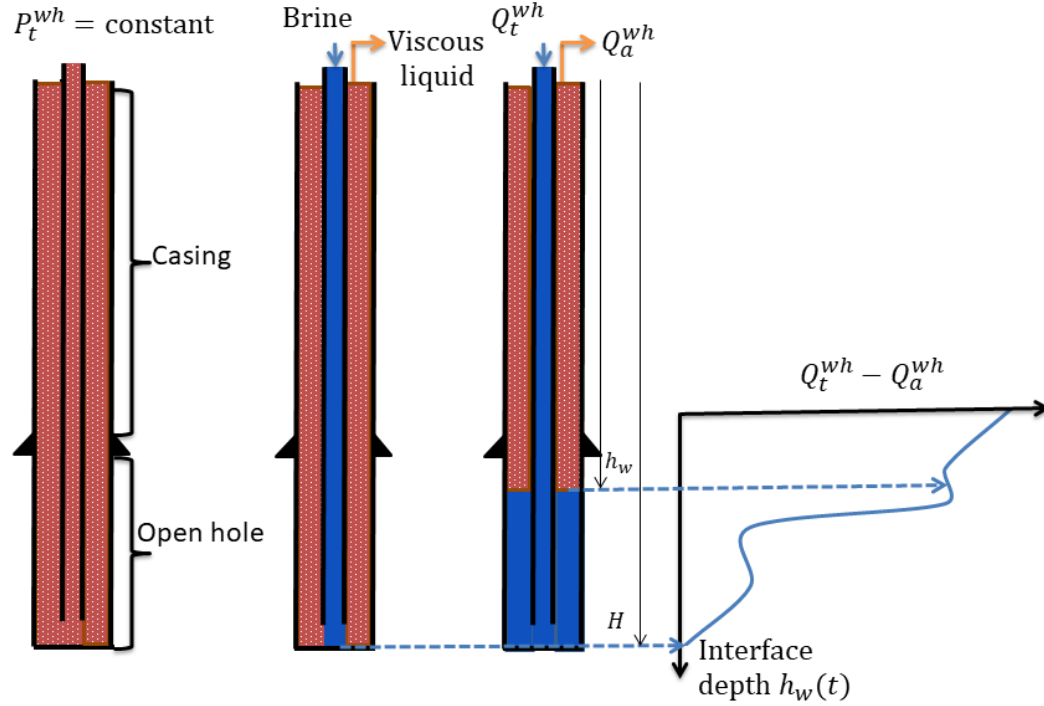 P_t^{wh} = constant
Brine
Viscous
liquid
Q_t^{wh}
Q_a^{wh}
Casing
Open hole
h_w
H
Q_t^{wh} − Q_a^{wh}
Interface
depth h_w(t)